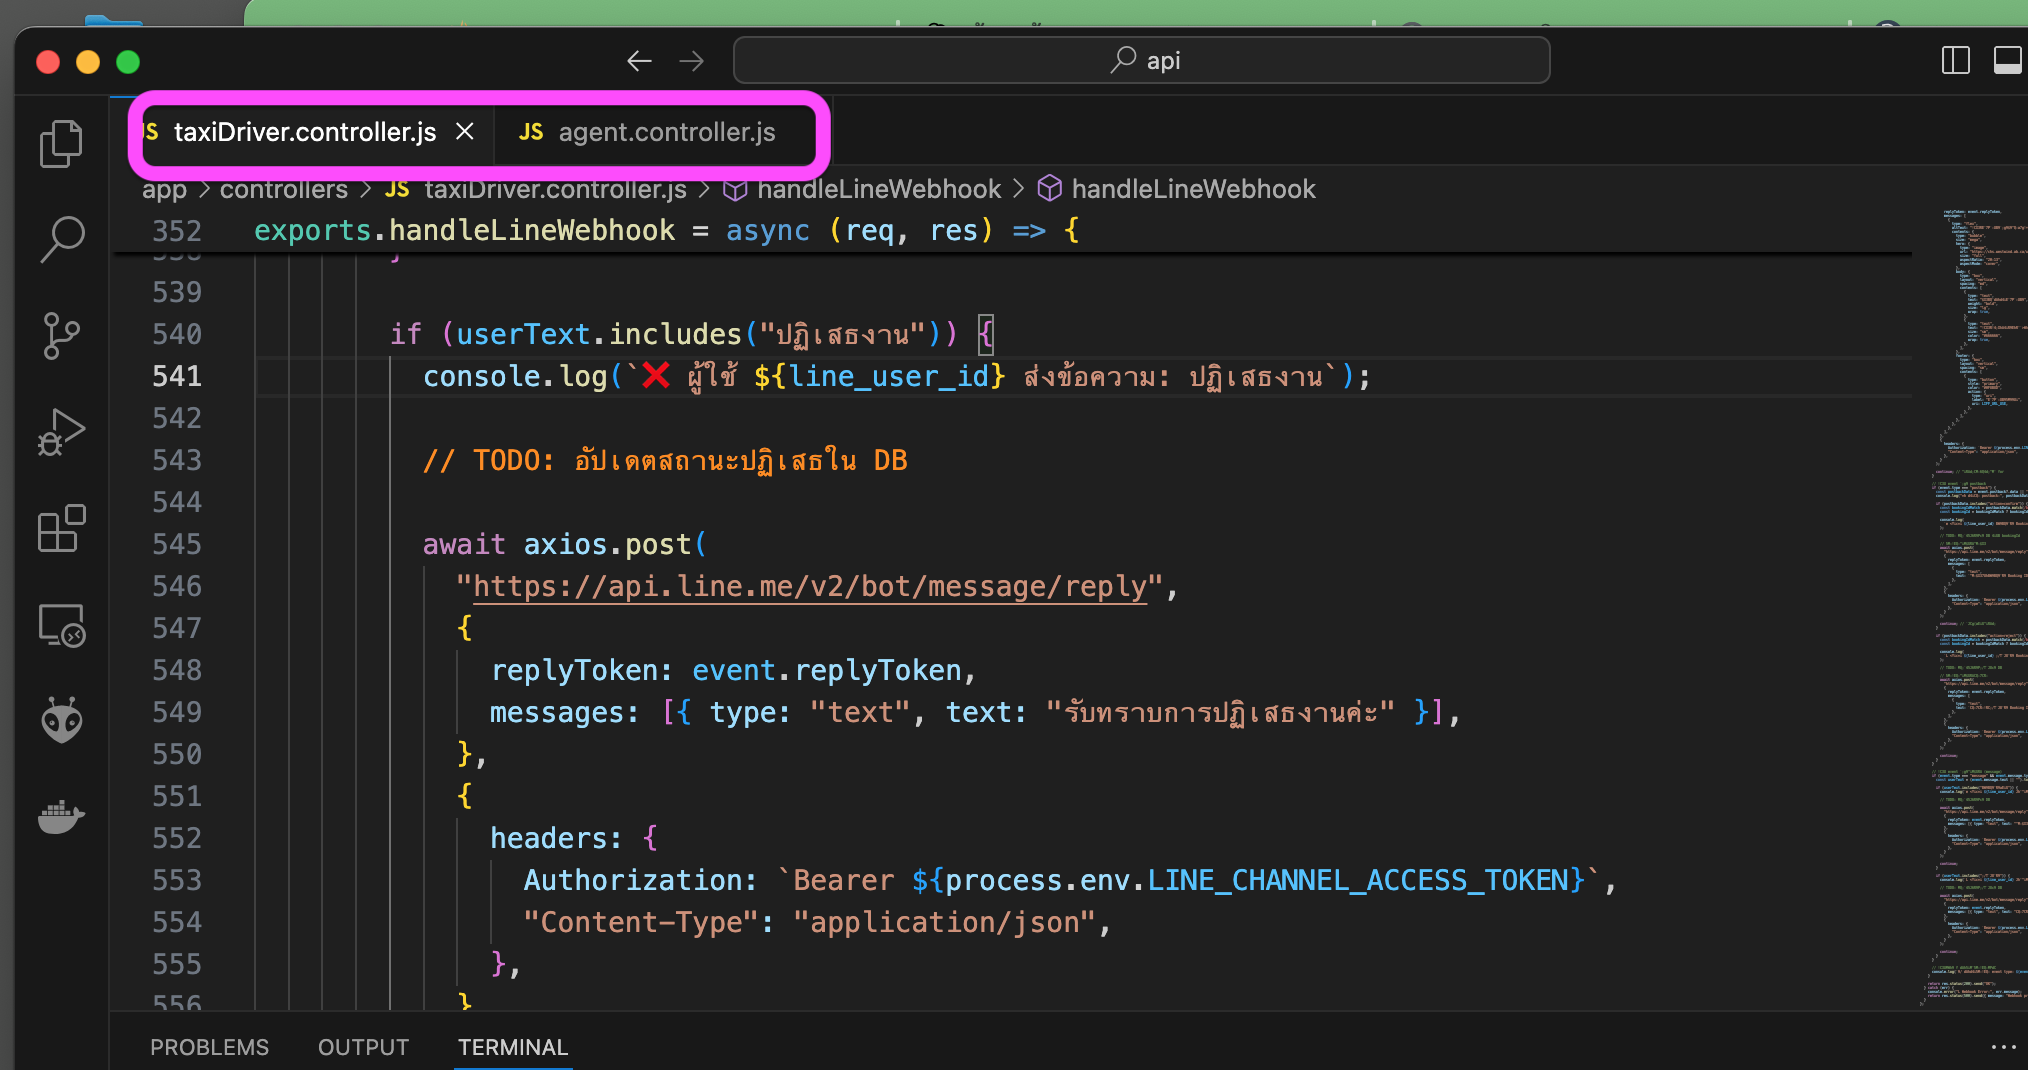 api
JS taxiDriver.controller.js JS agent.controller.js
app > controllers > JS taxiDriver.controller.js > handleLineWebhook > handleLineWebhook
352 exports.handleLineWebhook = async (req, res) => {
538 }
539
540 if (userText.includes("ปฏิเสธงาน")) {
541 console.log(`❌ ผู้ใช้ ${line_user_id} ส่งข้อความ: ปฏิเสธงาน`);
542
543 // TODO: อัปเดตสถานะปฏิเสธใน DB
544
545 await axios.post(
546 "https://api.line.me/v2/bot/message/reply",
547 {
548 replyToken: event.replyToken,
549 messages: [{ type: "text", text: "รับทราบการปฏิเสธงานค่ะ" }],
550 },
551 {
552 headers: {
553 Authorization: `Bearer ${process.env.LINE_CHANNEL_ACCESS_TOKEN}`,
554 "Content-Type": "application/json",
555 },
556 }
PROBLEMS OUTPUT TERMINAL